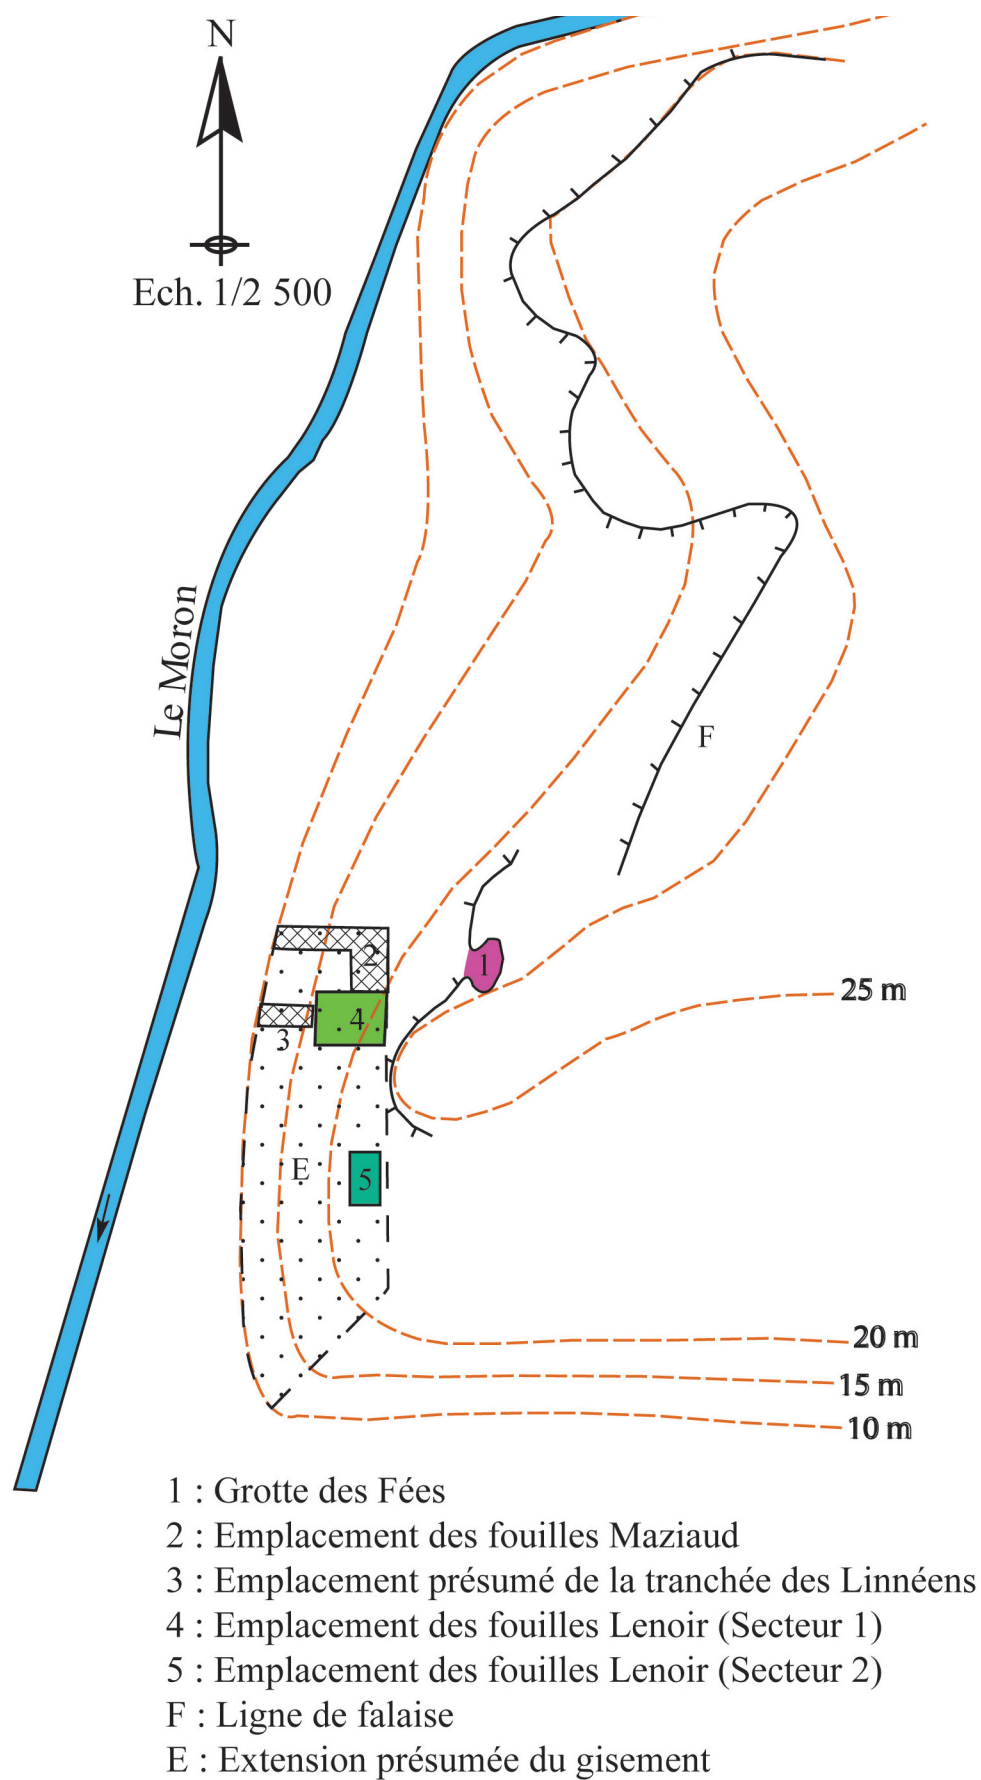 N
Ech. 1/2 500
Le Moron
F
1
2
4
3
25 m
E
5
20 m
15 m
10 m
1 : Grotte des Fées
2 : Emplacement des fouilles Maziaud
3 : Emplacement présumé de la tranchée des Linnéens
4 : Emplacement des fouilles Lenoir (Secteur 1)
5 : Emplacement des fouilles Lenoir (Secteur 2)
F : Ligne de falaise
E : Extension présumée du gisement